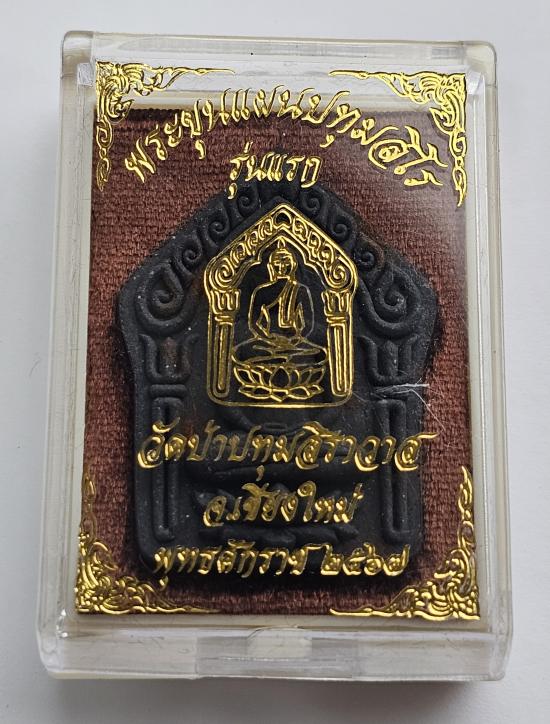 พระขุนแผนปทุมสิริ
รุ่นแรก
วัดป่าปทุมสิราวาส
จ.เชียงใหม่
พุทธศักราช ๒๕๖๗